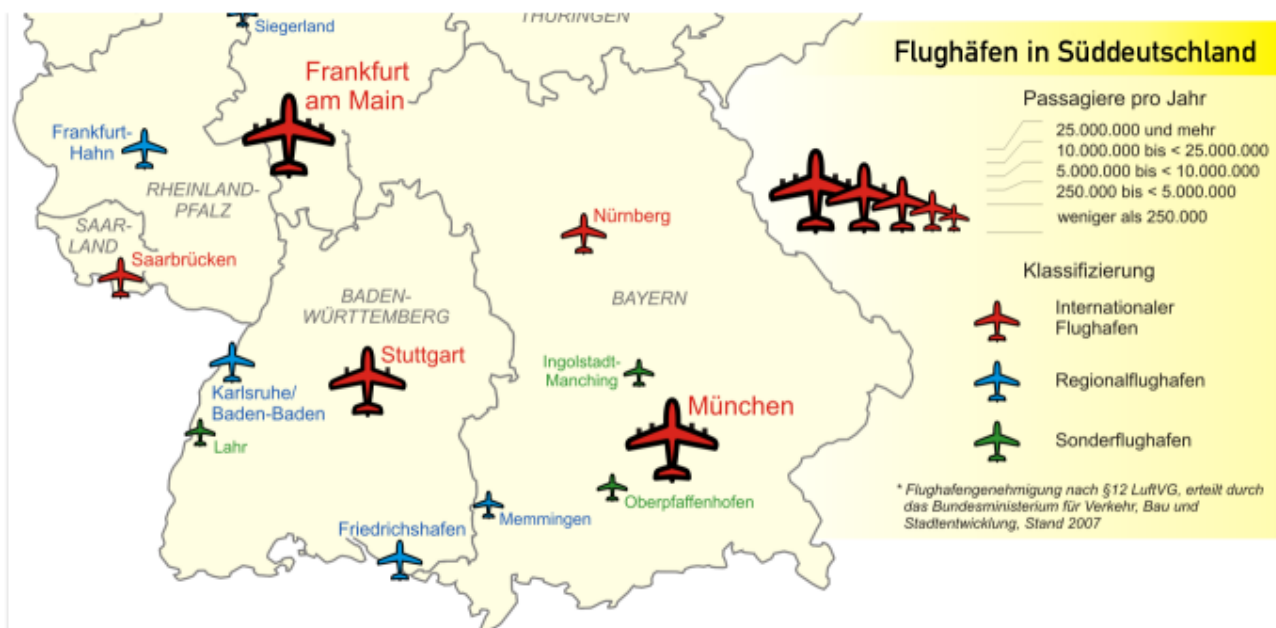 THÜRINGEN
Siegerland
Frankfurt
am Main
Frankfurt-
Hahn
RHEINLAND-
PFALZ
SAAR-
LAND
Saarbrücken
Nürnberg
BADEN-
WÜRTTEMBERG
BAYERN
Stuttgart
Karlsruhe/
Baden-Baden
Lahr
Ingolstadt-
Manching
München
Oberpfaffenhofen
Memmingen
Friedrichshafen
Flughäfen in Süddeutschland
Passagiere pro Jahr
25.000.000 und mehr
10.000.000 bis < 25.000.000
5.000.000 bis < 10.000.000
250.000 bis < 5.000.000
weniger als 250.000
Klassifizierung
Internationaler
Flughafen
Regionalflughafen
Sonderflughafen
* Flughafengenehmigung nach §12 LuftVG, erteilt durch
das Bundesministerium für Verkehr, Bau und
Stadtentwicklung, Stand 2007